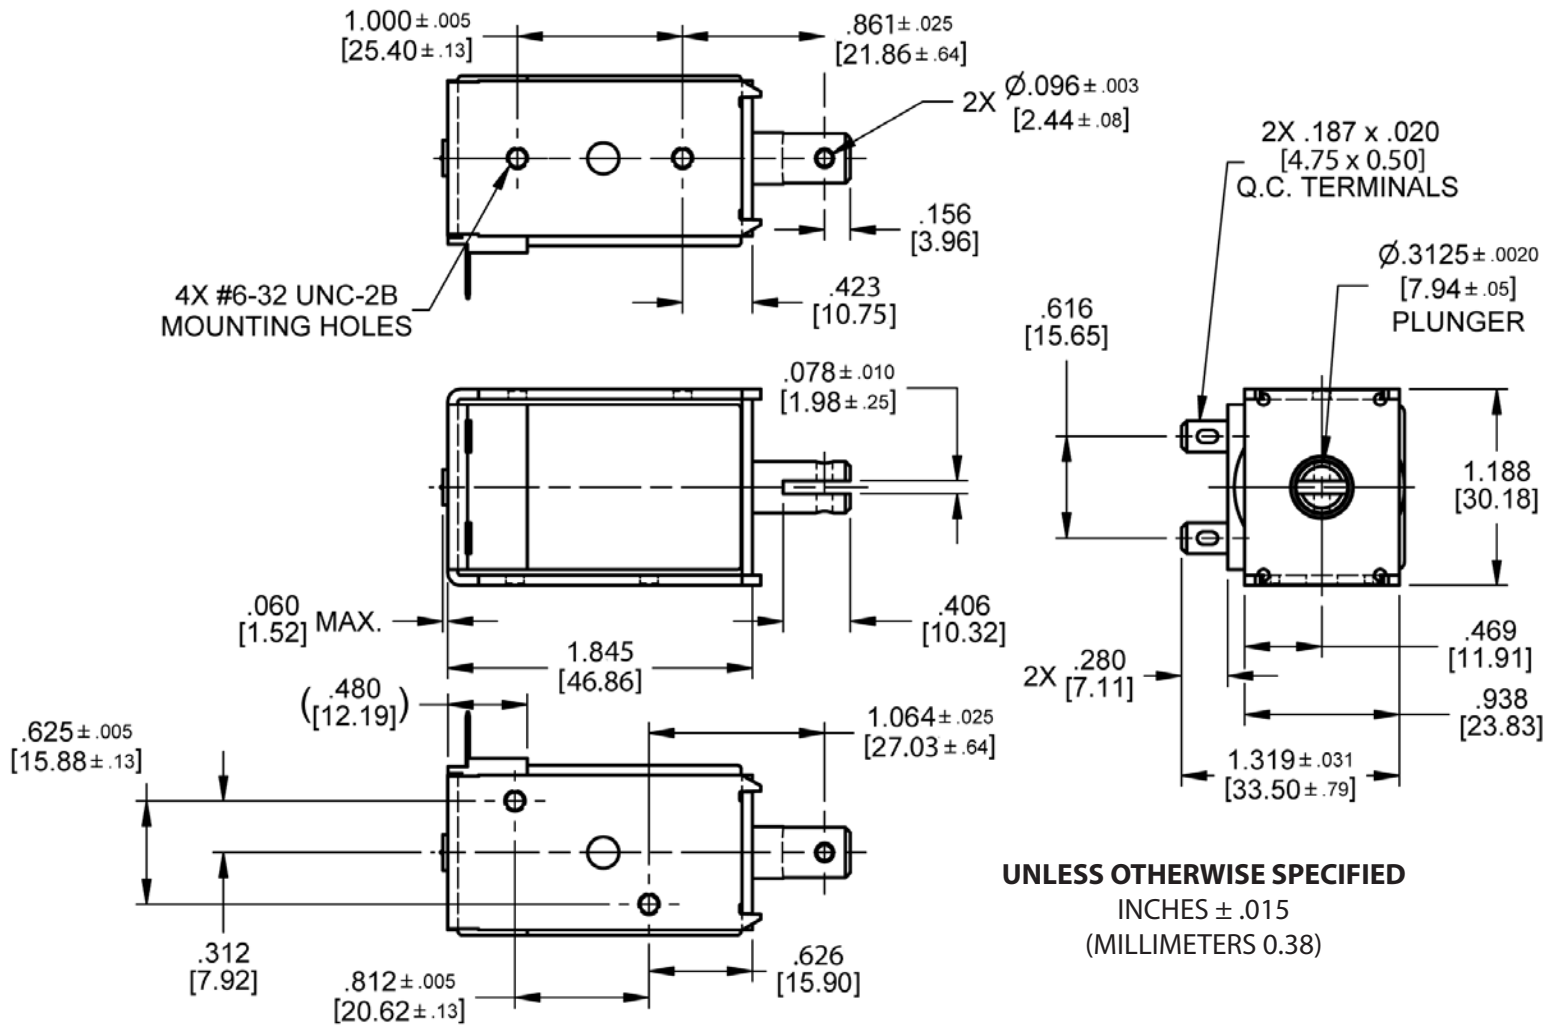 1.000 ± .005
[25.40 ± .13]
.861 ± .025
[21.86 ± .64]
2X Ø.096 ± .003
[2.44 ± .08]
2X .187 x .020
[4.75 x 0.50]
Q.C. TERMINALS
.156
[3.96]
4X #6-32 UNC-2B
MOUNTING HOLES
.423
[10.75]
Ø.3125 ± .0020
[7.94 ± .05]
PLUNGER
.616
[15.65]
.078 ± .010
[1.98 ± .25]
1.188
[30.18]
.060
[1.52] MAX.
.406
[10.32]
1.845
[46.86]
.469
[11.91]
2X .280
[7.11]
(.480
[12.19])
.938
[23.83]
.625 ± .005
[15.88 ± .13]
1.064 ± .025
[27.03 ± .64]
1.319 ± .031
[33.50 ± .79]
UNLESS OTHERWISE SPECIFIED
INCHES ± .015
(MILLIMETERS 0.38)
.312
[7.92]
.626
[15.90]
.812 ± .005
[20.62 ± .13]